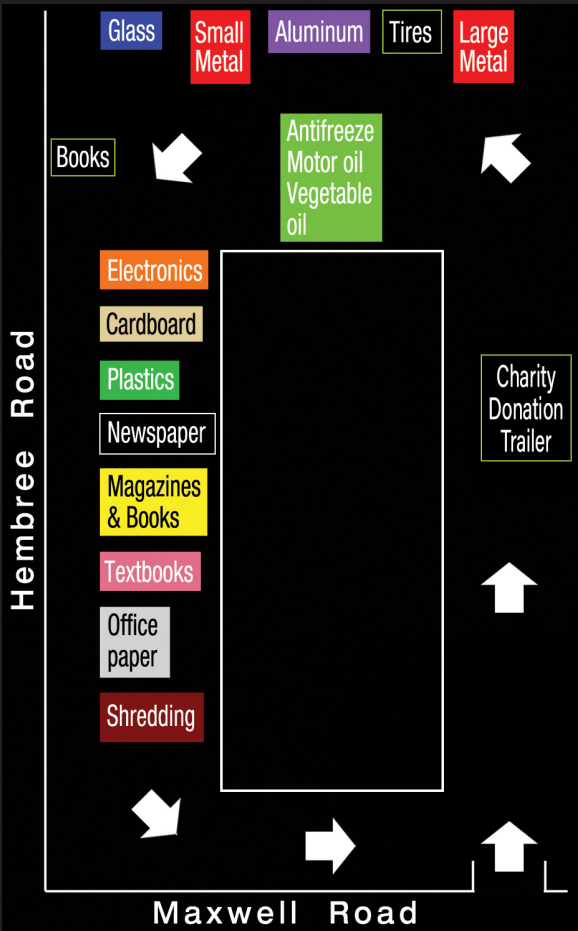 Glass
Small
Metal
Aluminum
Tires
Large
Metal
Books
Antifreeze
Motor oil
Vegetable
oil
Electronics
Cardboard
Plastics
Newspaper
Magazines
& Books
Textbooks
Office
paper
Shredding
Charity
Donation
Trailer
Hembree Road
Maxwell Road